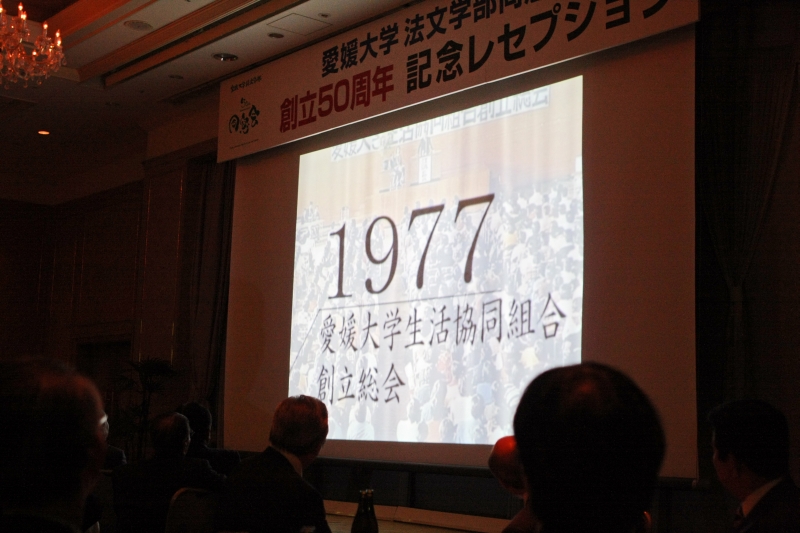 愛媛大学 法文学部同
創立50周年 記念レセプション
1977
愛媛大学生活協同組合
創立総会